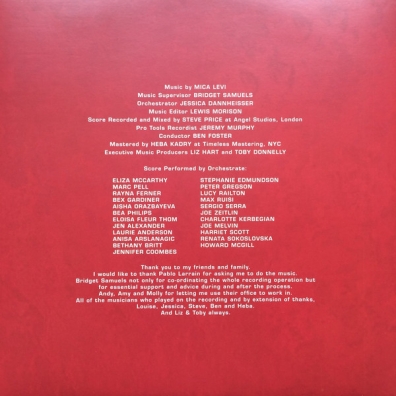 Music by MICA LEVI
Music Supervisor BRIDGET SAMUELS
Orchestrator JESSICA DANNHEISSER
Music Editor LEWIS MORISON
Score Recorded and Mixed by STEVE PRICE at Angel Studios, London
Pro Tools Recordist JEREMY MURPHY
Conductor BEN FOSTER
Mastered by HEBA KADRY at Timeless Mastering, NYC
Executive Music Producers LIZ HART and TOBY DONNELLY
Score Performed by Orchestrate:
ELIZA MCCARTHY
MARC PELL
RAYNA FERNER
BEX GARDINER
AISHA ORAZBAYEVA
BEA PHILIPS
ELOISA FLEUR THOM
JEN ALEXANDER
LAURIE ANDERSON
ANISA ARSLANAGIC
BETHANY BRITT
JENNIFER COOMBES
STEPHANIE EDMUNDSON
PETER GREGSON
LUCY RAILTON
MAX RUISI
SERGIO SERRA
JOE ZEITLIN
CHARLOTTE KERBEGIAN
JOE MELVIN
HARRIET SCOTT
RENATA SOKOSLOVSKA
HOWARD MCGILL
Thank you to my friends and family.
I would like to thank Pablo Lerrain for asking me to do the music.
Bridget Samuels not only for co-ordinating the whole recording operation but
for essential support and advice during and after the process.
Andy, Amy and Molly for letting me use their office to work in.
All of the musicians who played on the recording and by extension of thanks,
Louise, Jessica, Steve, Ben and Heba.
And Liz & Toby always.